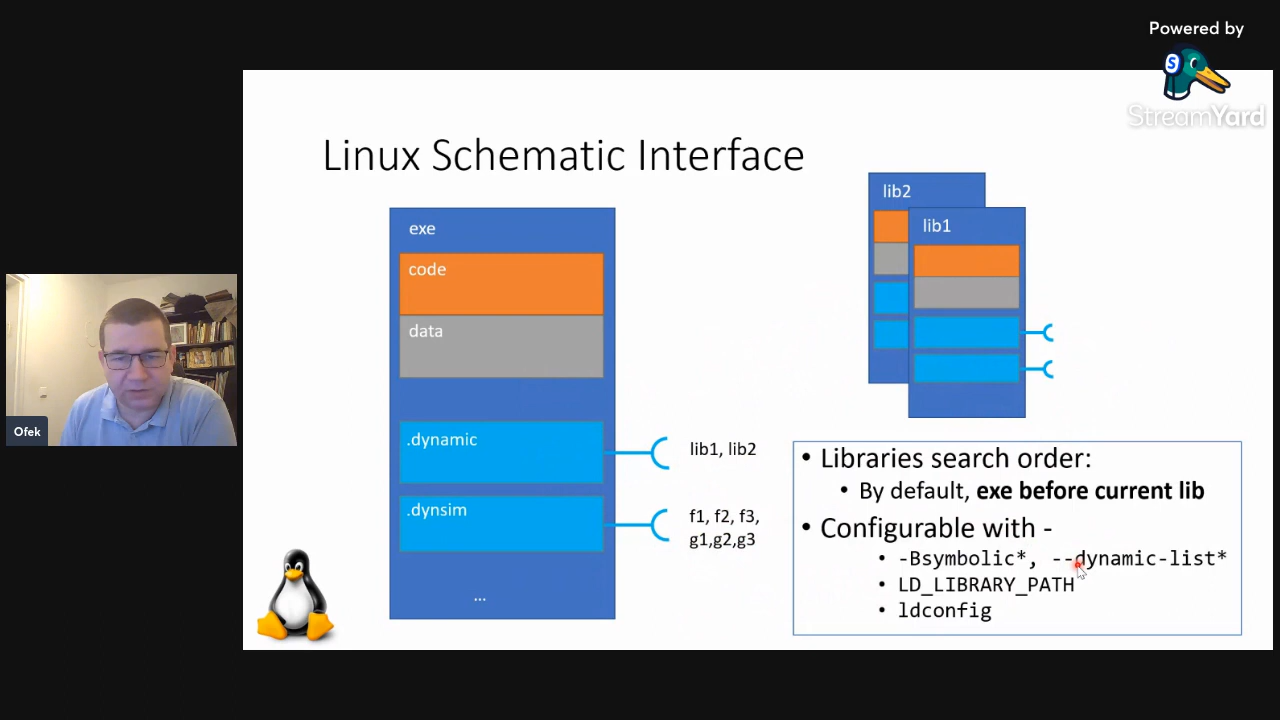 Powered by
S
StreamYard
Linux Schematic Interface
exe
code
data
.dynamic
lib1, lib2
.dynsim
f1, f2, f3,
g1,g2,g3
...
lib2
lib1
• Libraries search order:
• By default, exe before current lib
• Configurable with -
• -Bsymbolic*, --dynamic-list*
• LD_LIBRARY_PATH
• ldconfig
Ofek